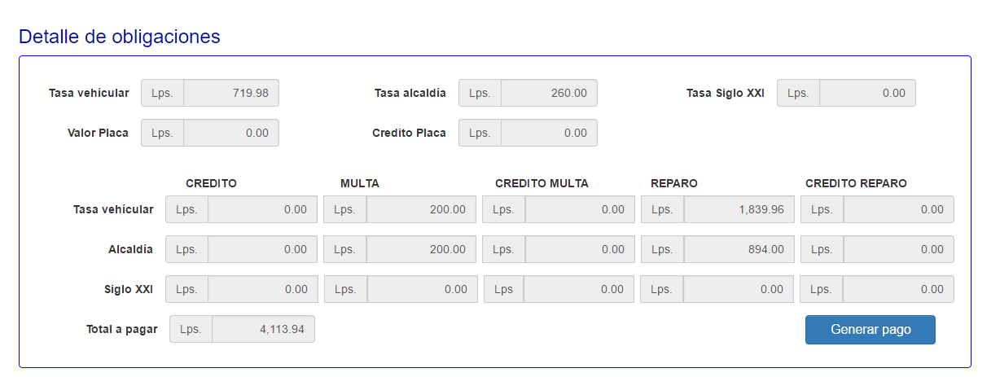 Detalle de obligaciones
Tasa vehícular Lps. 719.98 Tasa alcaldía Lps. 260.00 Tasa Siglo XXI Lps. 0.00
Valor Placa Lps. 0.00 Credito Placa Lps. 0.00
CREDITO MULTA CREDITO MULTA REPARO CREDITO REPARO
Tasa vehícular Lps. 0.00 Lps. 200.00 Lps. 0.00 Lps. 1,839.96 Lps. 0.00
Alcaldía Lps. 0.00 Lps. 200.00 Lps. 0.00 Lps. 894.00 Lps. 0.00
Siglo XXI Lps. 0.00 Lps. 0.00 Lps 0.00 Lps. 0.00 Lps. 0.00
Total a pagar Lps. 4,113.94 Generar pago